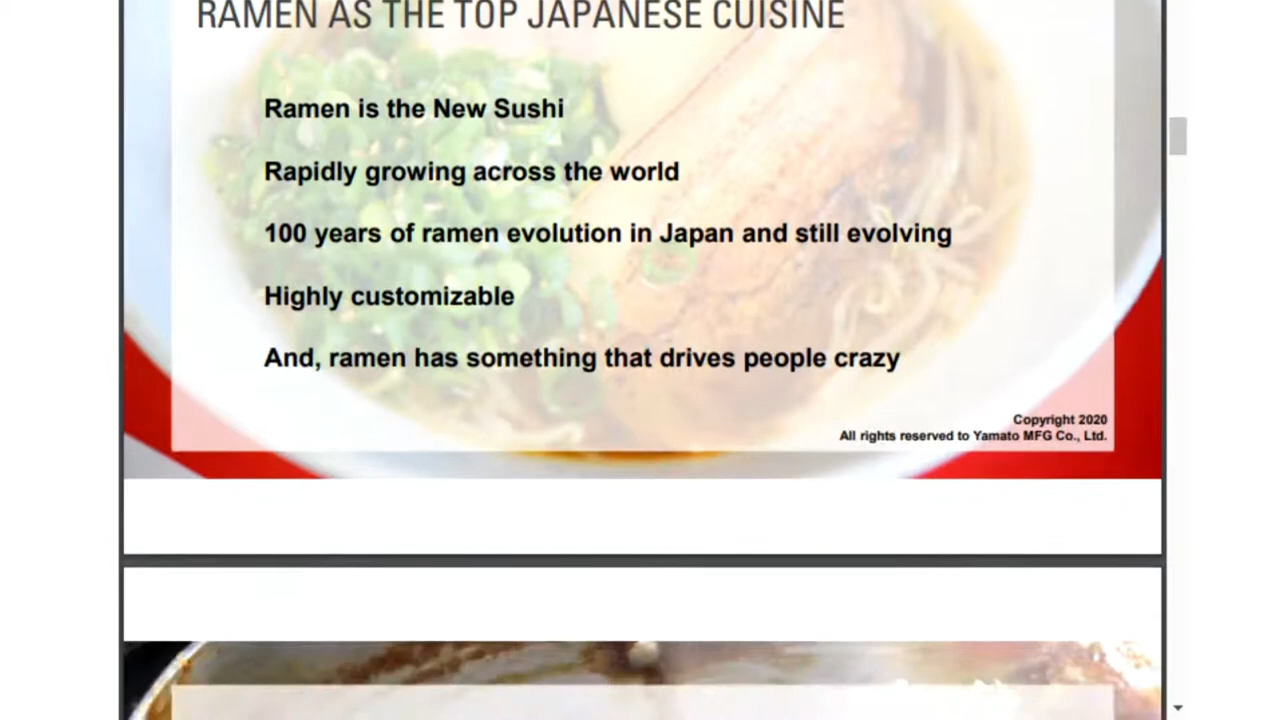 RAMEN AS THE TOP JAPANESE CUISINE
Ramen is the New Sushi
Rapidly growing across the world
100 years of ramen evolution in Japan and still evolving
Highly customizable
And, ramen has something that drives people crazy
Copyright 2020
All rights reserved to Yamato MFG Co., Ltd.